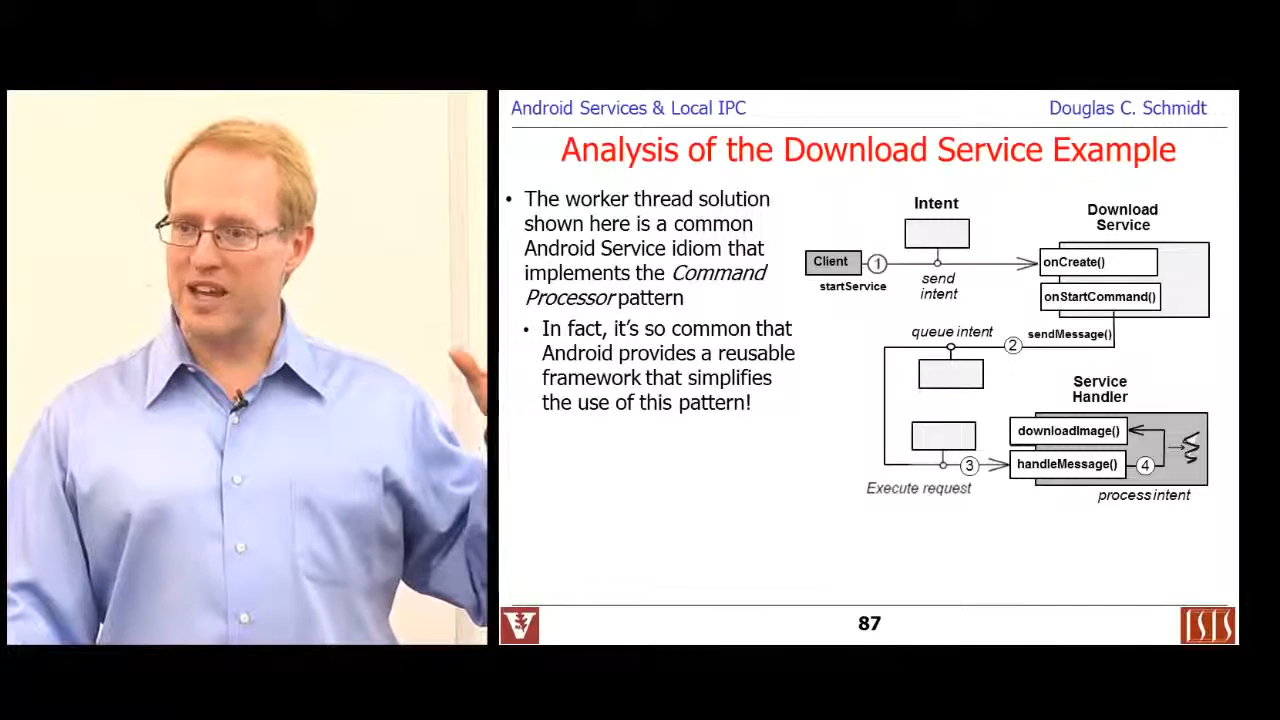 Android Services & Local IPC
Douglas C. Schmidt
Analysis of the Download Service Example
• The worker thread solution
shown here is a common
Android Service idiom that
implements the Command
Processor pattern
• In fact, it's so common that
Android provides a reusable
framework that simplifies
the use of this pattern!
Intent
Download
Service
Client
1
startService
send
intent
onCreate()
onStartCommand()
queue intent
2
sendMessage()
Service
Handler
downloadImage()
3
handleMessage()
4
Execute request
process intent
V
87
ISIS